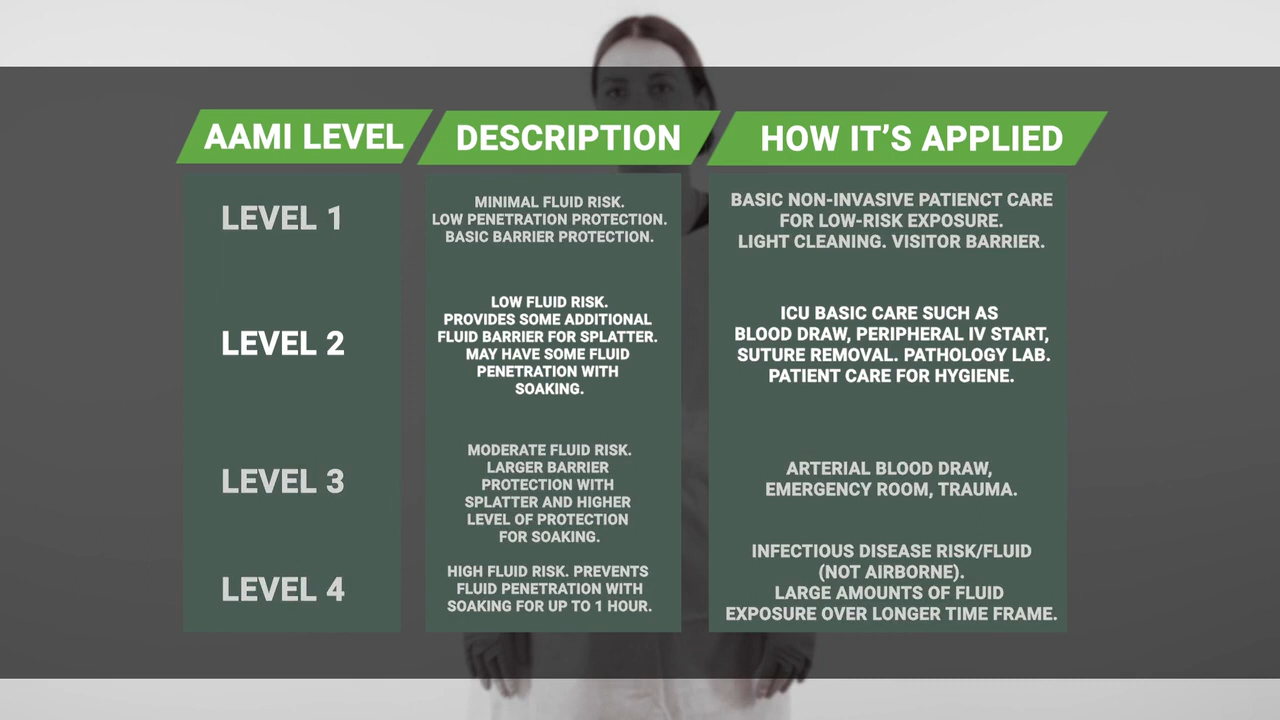 AAMI LEVEL
DESCRIPTION
HOW IT'S APPLIED
LEVEL 1
MINIMAL FLUID RISK.
LOW PENETRATION PROTECTION.
BASIC BARRIER PROTECTION.
BASIC NON-INVASIVE PATIENCT CARE
FOR LOW-RISK EXPOSURE.
LIGHT CLEANING. VISITOR BARRIER.
LEVEL 2
LOW FLUID RISK.
PROVIDES SOME ADDITIONAL
FLUID BARRIER FOR SPLATTER.
MAY HAVE SOME FLUID
PENETRATION WITH
SOAKING.
ICU BASIC CARE SUCH AS
BLOOD DRAW, PERIPHERAL IV START,
SUTURE REMOVAL. PATHOLOGY LAB.
PATIENT CARE FOR HYGIENE.
LEVEL 3
MODERATE FLUID RISK.
LARGER BARRIER
PROTECTION WITH
SPLATTER AND HIGHER
LEVEL OF PROTECTION
FOR SOAKING.
ARTERIAL BLOOD DRAW,
EMERGENCY ROOM, TRAUMA.
LEVEL 4
HIGH FLUID RISK. PREVENTS
FLUID PENETRATION WITH
SOAKING FOR UP TO 1 HOUR.
INFECTIOUS DISEASE RISK/FLUID
(NOT AIRBORNE).
LARGE AMOUNTS OF FLUID
EXPOSURE OVER LONGER TIME FRAME.